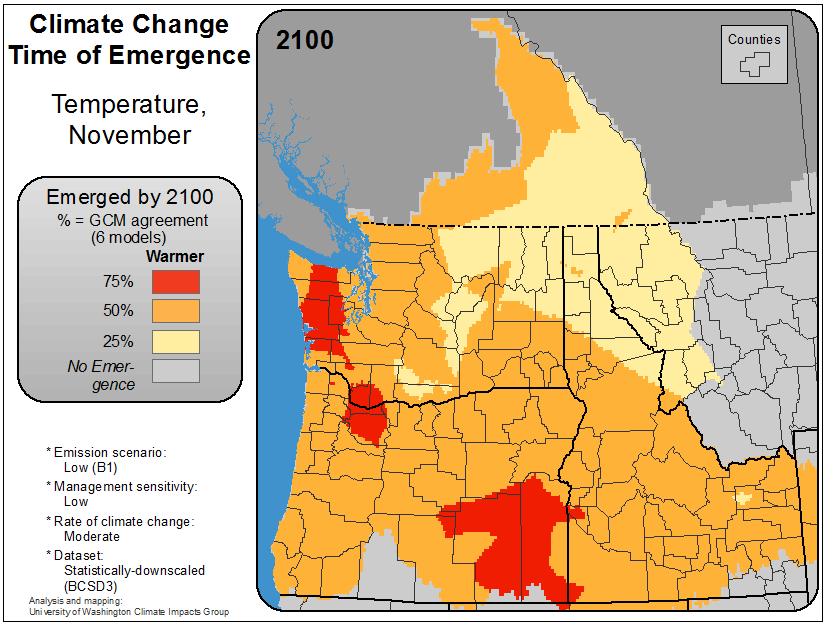 Climate Change
Time of Emergence
Temperature,
November
Emerged by 2100
% = GCM agreement
(6 models)
Warmer
75%
50%
25%
No Emer-
gence
* Emission scenario:
Low (B1)
* Management sensitivity:
Low
* Rate of climate change:
Moderate
* Dataset:
Statistically-downscaled
(BCSD3)
Analysis and mapping:
University of Washington Climate Impacts Group
2100
Counties